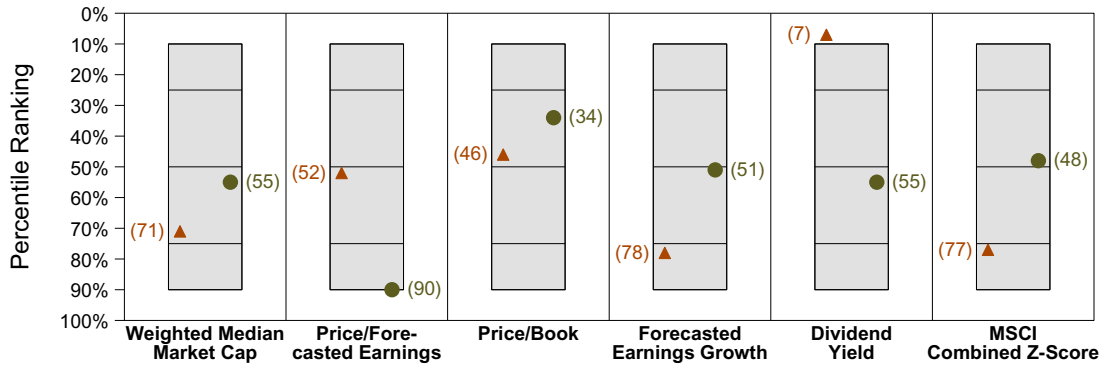 0%
10%
20%
30%
40%
50%
60%
70%
80%
90%
100%
Percentile Ranking
(71)
(55)
(52)
(90)
(46)
(34)
(78)
(51)
(7)
(55)
(77)
(48)
Weighted Median
Market Cap
Price/Fore-
casted Earnings
Price/Book
Forecasted
Earnings Growth
Dividend
Yield
MSCI
Combined Z-Score